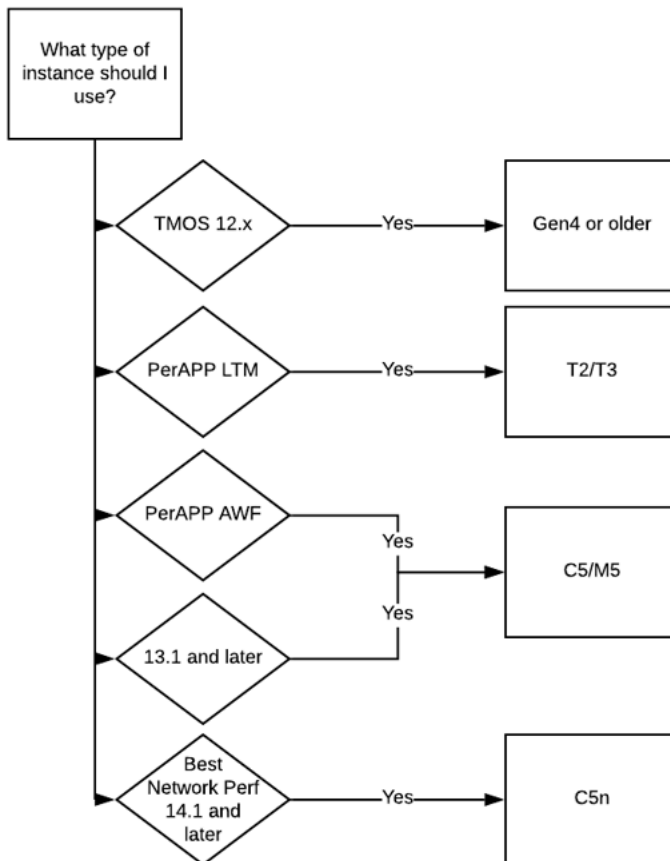 What type of
instance should I
use?
TMOS 12.x
Yes
Gen4 or older
PerAPP LTM
Yes
T2/T3
PerAPP AWF
Yes
C5/M5
Yes
13.1 and later
Best
Network Perf
14.1 and
later
Yes
C5n